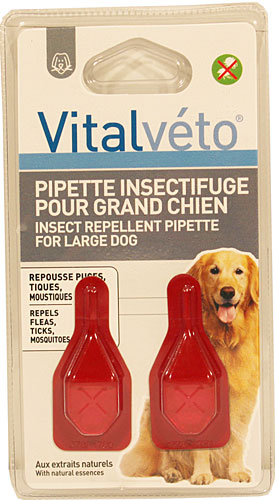 Vitalvéto®
PIPETTE INSECTIFUGE
POUR GRAND CHIEN
INSECT REPELLENT PIPETTE
FOR LARGE DOG
REPOUSSE PUCES,
TIQUES,
MOUSTIQUES
REPELS
FLEAS,
TICKS,
MOSQUITOES
Aux extraits naturels
With natural essences